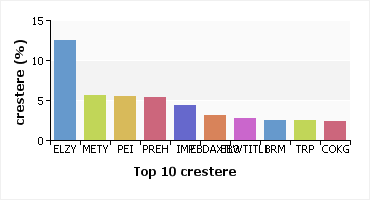 crestere (%)
15
10
5
0
ELZY METY PEI PREH BRM TRP COKG
Top 10 crestere